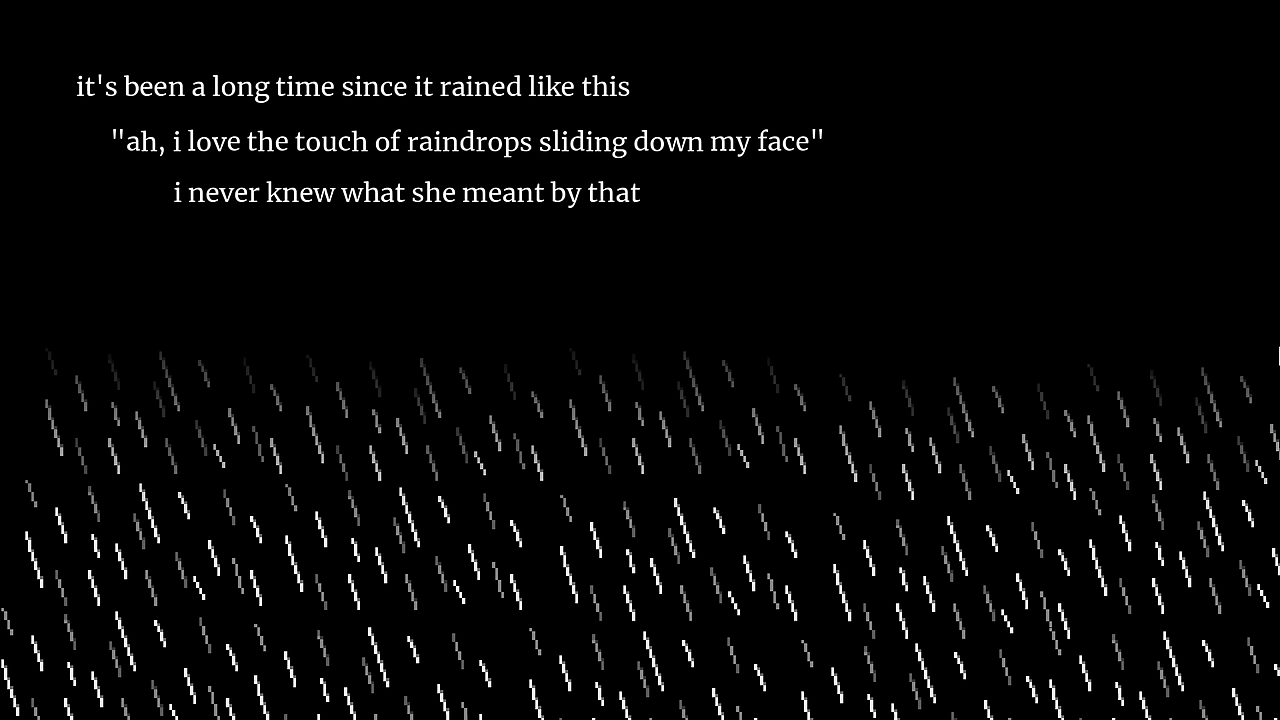 it's been a long time since it rained like this
"ah, i love the touch of raindrops sliding down my face"
i never knew what she meant by that